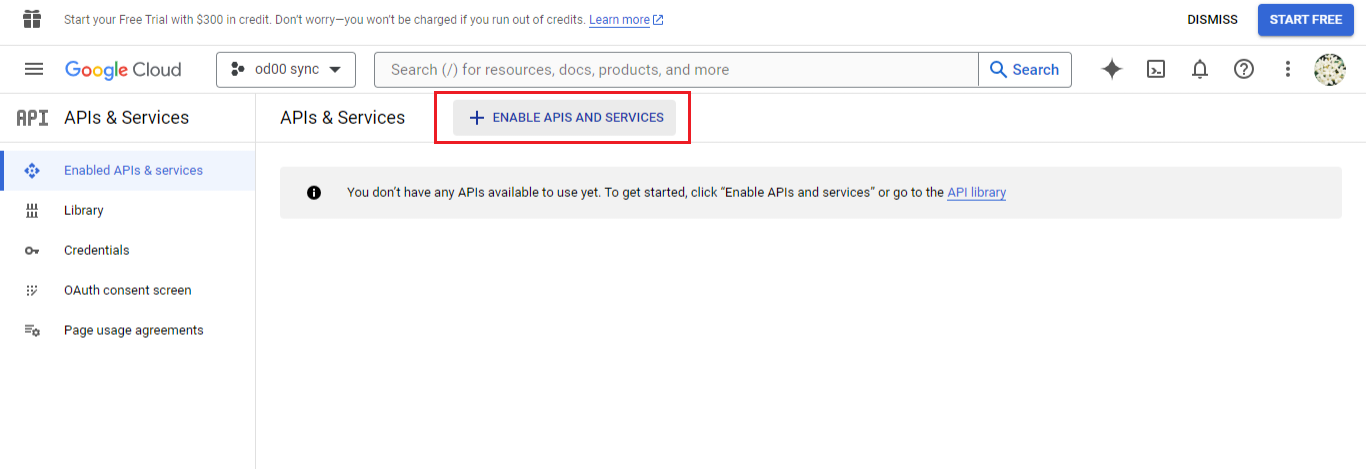 Start your Free Trial with $300 in credit. Don't worry—you won't be charged if you run out of credits. Learn more
DISMISS
START FREE
Google Cloud
od00 sync
Search (/) for resources, docs, products, and more
Search
API
APIs & Services
APIs & Services
ENABLE APIS AND SERVICES
Enabled APIs & services
You don't have any APIs available to use yet. To get started, click “Enable APIs and services” or go to the API library
Library
Credentials
OAuth consent screen
Page usage agreements